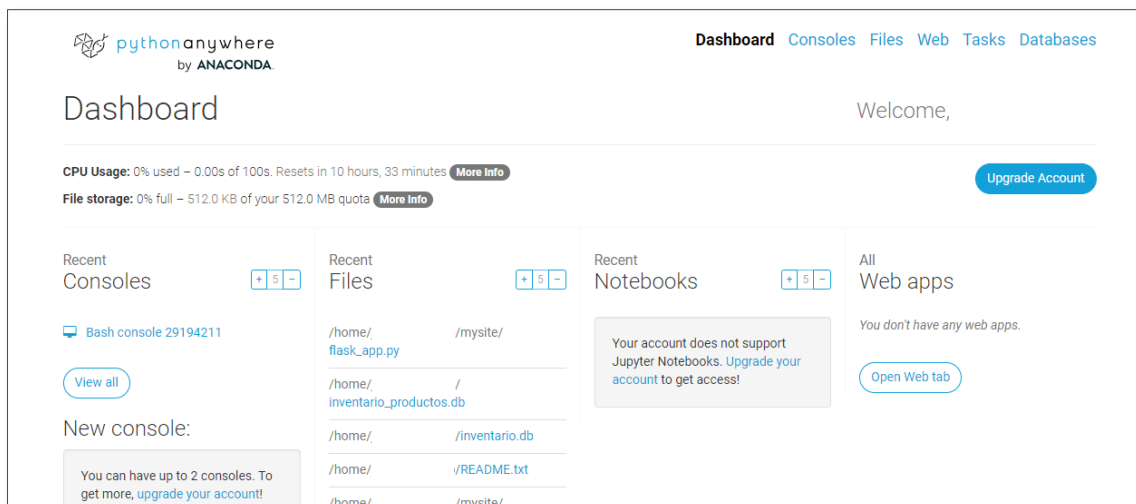 pythonanywhere
by ANACONDA.
Dashboard Consoles Files Web Tasks Databases
Dashboard
Welcome,
CPU Usage: 0% used – 0.00s of 100s. Resets in 10 hours, 33 minutes More Info
File storage: 0% full – 512.0 KB of your 512.0 MB quota More Info
Upgrade Account
Recent
Consoles
+ 5 −
Bash console 29194211
View all
New console:
You can have up to 2 consoles. To
get more, upgrade your account!
Recent
Files
+ 5 −
/home/ /mysite/
flask_app.py
/home/ /
inventario_productos.db
/home/ /inventario.db
/home/ /README.txt
/home/ /mysite/
Recent
Notebooks
+ 5 −
Your account does not support
Jupyter Notebooks. Upgrade your
account to get access!
All
Web apps
You don't have any web apps.
Open Web tab